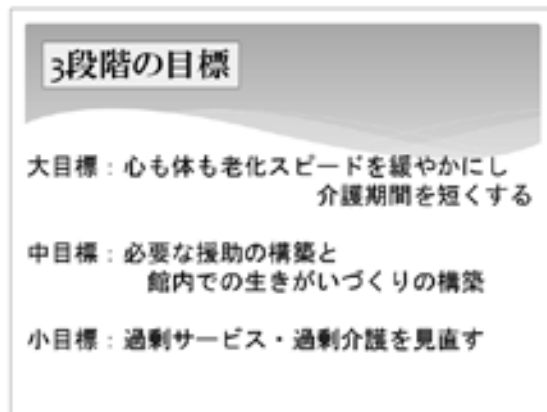 3段階の目標
大目標：心も体も老化スピードを緩やかにし
介護期間を短くする
中目標：必要な援助の構築と
館内での生きがいづくりの構築
小目標：過剰サービス・過剰介護を見直す